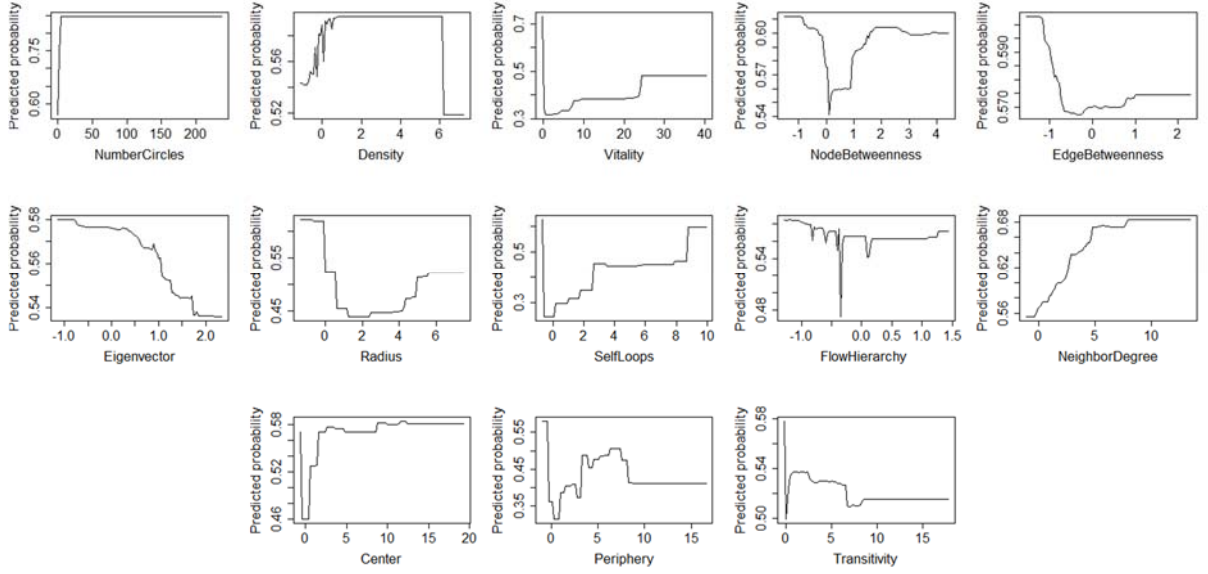 Predicted probability
0.60 0.75
0 50 100 150 200
NumberCircles
Predicted probability
0.52 0.56
0 2 4 6
Density
Predicted probability
0.3 0.5 0.7
0 10 20 30 40
Vitality
Predicted probability
0.54 0.57 0.60
-1 0 1 2 3 4
NodeBetweenness
Predicted probability
0.570 0.590
-1 0 1 2
EdgeBetweenness
Predicted probability
0.54 0.56 0.58
-1.0 0.0 1.0 2.0
Eigenvector
Predicted probability
0.45 0.55
0 2 4 6
Radius
Predicted probability
0.3 0.5
0 2 4 6 8 10
SelfLoops
Predicted probability
0.48 0.54
-1.0 0.0 0.5 1.0 1.5
FlowHierarchy
Predicted probability
0.56 0.62 0.68
0 5 10
NeighborDegree
Predicted probability
0.46 0.52 0.58
0 5 10 15 20
Center
Predicted probability
0.35 0.45 0.55
0 5 10 15
Periphery
Predicted probability
0.50 0.54 0.58
0 5 10 15
Transitivity